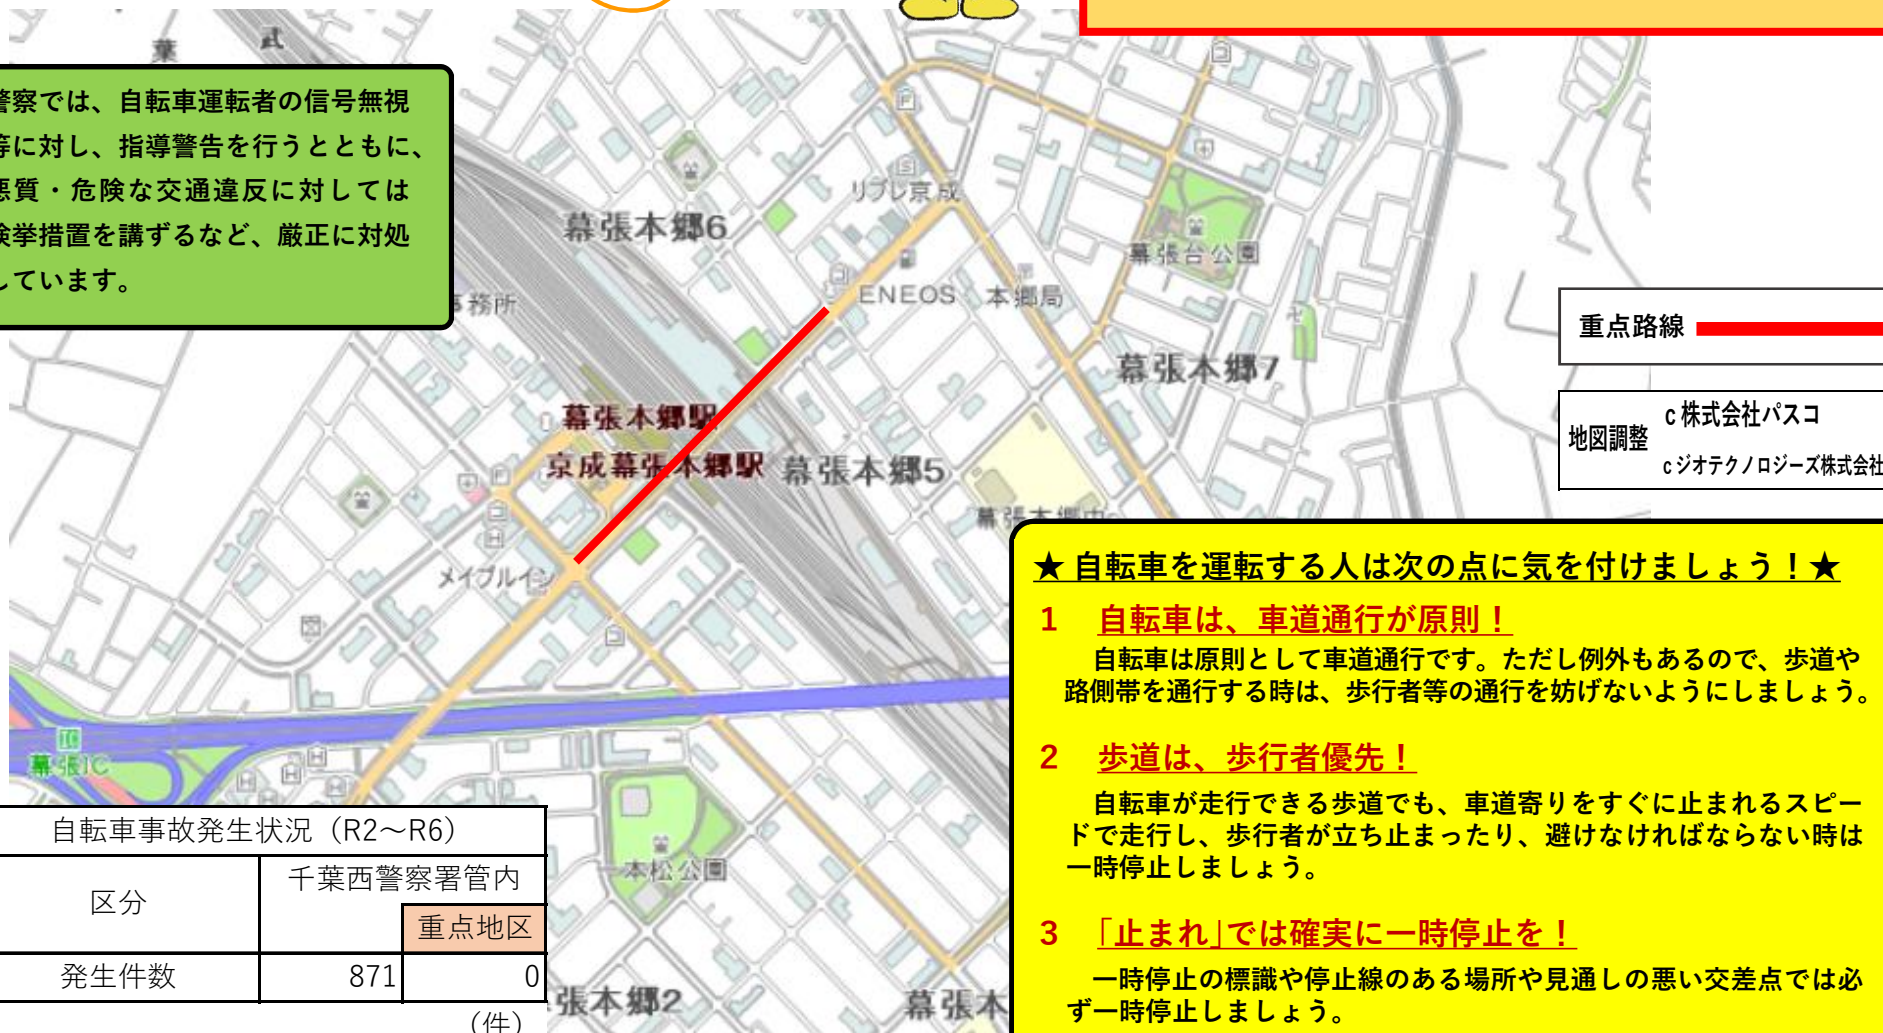 葉
武
警察では、自転車運転者の信号無視
等に対し、指導警告を行うとともに、
悪質・危険な交通違反に対しては
検挙措置を講ずるなど、厳正に対処
しています。
務所
幕張本郷6
リブレ京成
幕張台公園
ENEOS
本郷局
幕張本郷7
重点路線
地図調整
c 株式会社パスコ
c ジオテクノロジーズ株式会社
幕張本郷駅
京成幕張本郷駅
幕張本郷5
幕張本郷中
メイプルイン
IC
幕張IC
一本松公園
幕張本
張本郷2
自転車事故発生状況（R2～R6）
区分
千葉西警察署管内
重点地区
発生件数 871 0
（件）
★ 自転車を運転する人は次の点に気を付けましょう！★
1 自転車は、車道通行が原則！
自転車は原則として車道通行です。ただし例外もあるので、歩道や
路側帯を通行する時は、歩行者等の通行を妨げないようにしましょう。
2 歩道は、歩行者優先！
自転車が走行できる歩道でも、車道寄りをすぐに止まれるスピー
ドで走行し、歩行者が立ち止まったり、避けなければならない時は
一時停止しましょう。
3 「止まれ」では確実に一時停止を！
一時停止の標識や停止線のある場所や見通しの悪い交差点では必
ず一時停止しましょう。